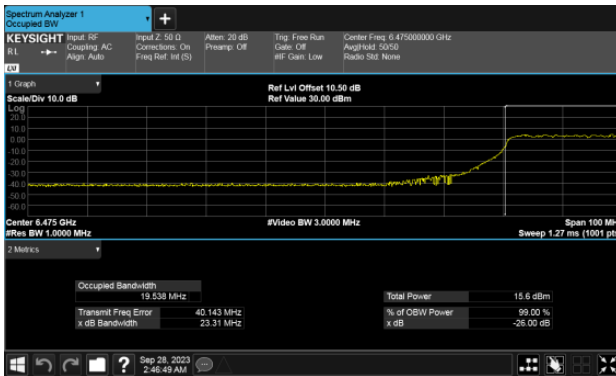 Spectrum Analyzer 1
Occupied BW
+
KEYSIGHT
RL
LXI
Input: RF
Coupling: AC
Align: Auto
Input Z: 50 Ω
Corrections: On
Freq Ref: Int (S)
Atten: 20 dB
Preamp: Off
Trig: Free Run
Gate: Off
#IF Gain: Low
Center Freq: 6.475000000 GHz
Avg|Hold: 50/50
Radio Std: None
1 Graph
Scale/Div 10.0 dB
Ref Lvl Offset 10.50 dB
Ref Value 30.00 dBm
Log
20.0
10.0
0.00
-10.0
-20.0
-30.0
-40.0
-50.0
-60.0
Center 6.475 GHz
#Video BW 3.0000 MHz
Span 100 MH
#Res BW 1.0000 MHz
Sweep 1.27 ms (1001 pts
2 Metrics
Occupied Bandwidth
19.538 MHz
Total Power 15.6 dBm
Transmit Freq Error 40.143 MHz
% of OBW Power 99.00 %
x dB Bandwidth 23.31 MHz
x dB -26.00 dB
?
Sep 28, 2023
2:46:49 AM